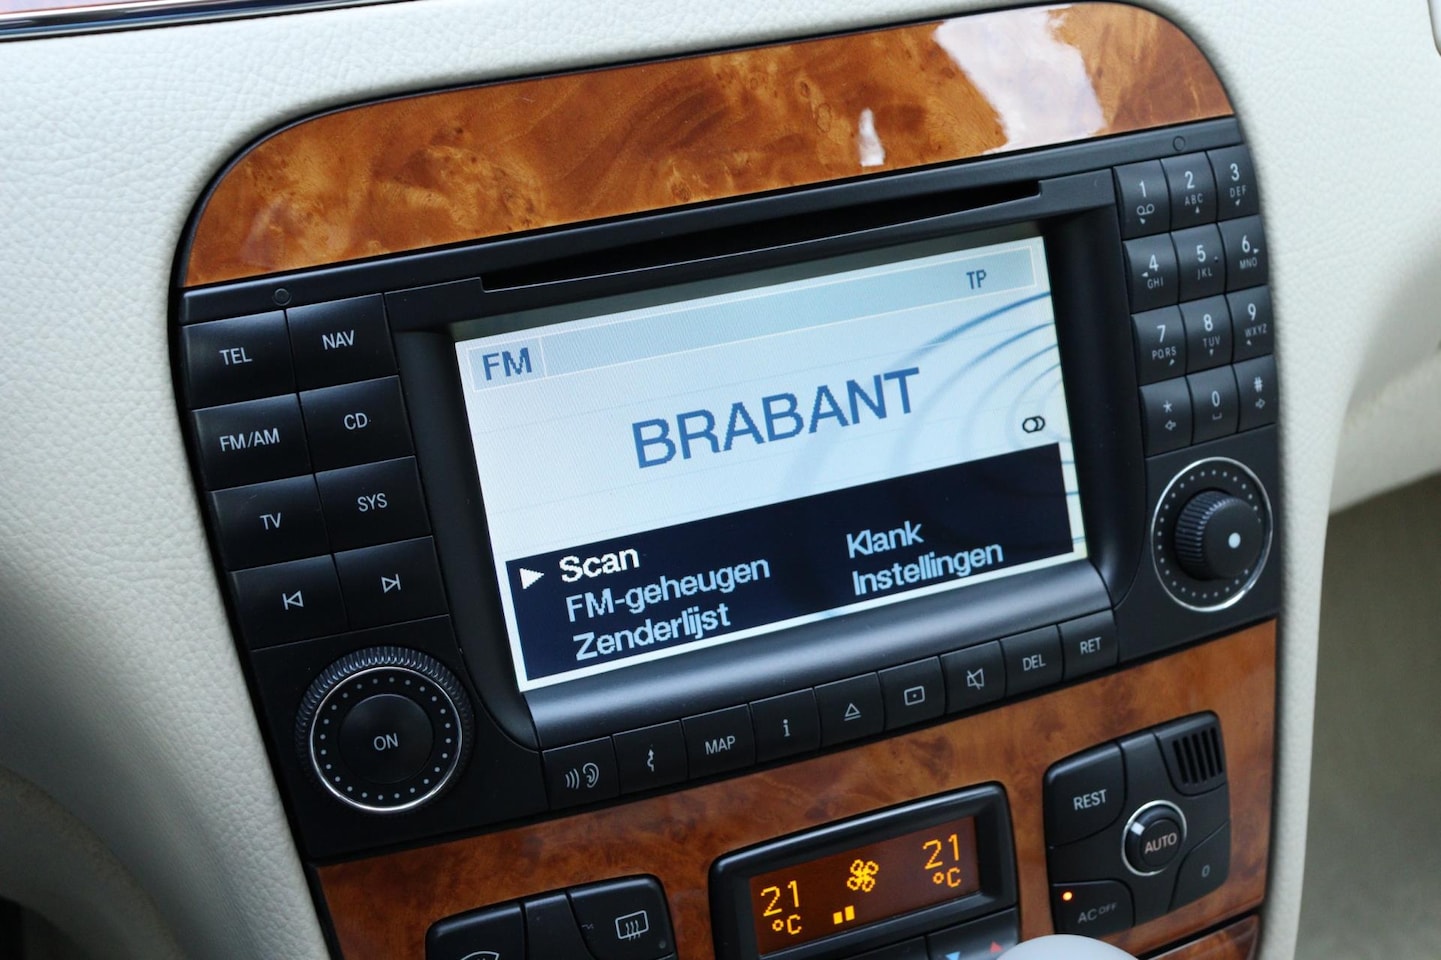 FM
TP
BRABANT
Scan
FM-geheugen
Zenderlijst
Klank
Instellingen
TEL NAV
FM/AM CD
TV SYS
ON
MAP
i
DEL
RET
1
2 ABC
3 DEF
4 GHI
5 JKL
6 MNO
7 PQRS
8 TUV
9 WXYZ
*
0
#
REST
AUTO
0
AC OFF
21 °C
21 °C